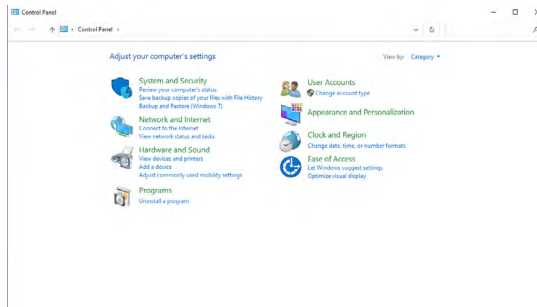 Control Panel
Control Panel
Adjust your computer's settings
View by: Category
System and Security
Review your computer's status
Save backup copies of your files with File History
Backup and Restore (Windows 7)
Network and Internet
Connect to the Internet
View network status and tasks
Hardware and Sound
View devices and printers
Add a device
Adjust commonly used mobility settings
Programs
Uninstall a program
User Accounts
Change account type
Appearance and Personalization
Clock and Region
Change date, time, or number formats
Ease of Access
Let Windows suggest settings
Optimize visual display